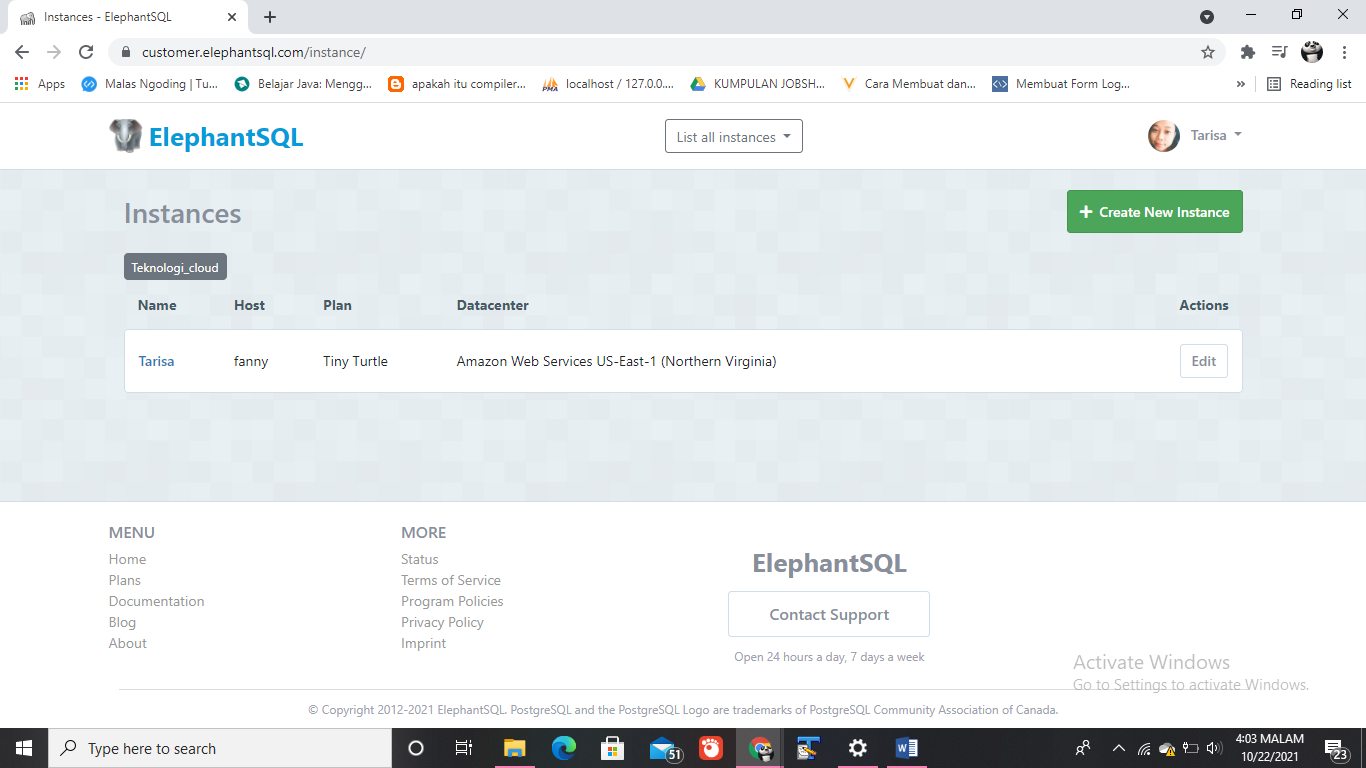 Instances - ElephantSQL
customer.elephantsql.com/instance/
Apps
Malas Ngoding | Tu...
Belajar Java: Mengg...
apakah itu compiler...
PMA
localhost / 127.0.0....
KUMPULAN JOBSH...
Cara Membuat dan...
Membuat Form Log...
»
Reading list
ElephantSQL
List all instances
Tarisa
Instances
+ Create New Instance
Teknologi_cloud
Name Host Plan Datacenter Actions
Tarisa fanny Tiny Turtle Amazon Web Services US-East-1 (Northern Virginia) Edit
MENU
Home
Plans
Documentation
Blog
About
MORE
Status
Terms of Service
Program Policies
Privacy Policy
Imprint
ElephantSQL
Contact Support
Open 24 hours a day, 7 days a week
Activate Windows
Go to Settings to activate Windows.
© Copyright 2012-2021 ElephantSQL. PostgreSQL and the PostgreSQL Logo are trademarks of PostgreSQL Community Association of Canada.
Type here to search
51
4:03 MALAM
10/22/2021
23